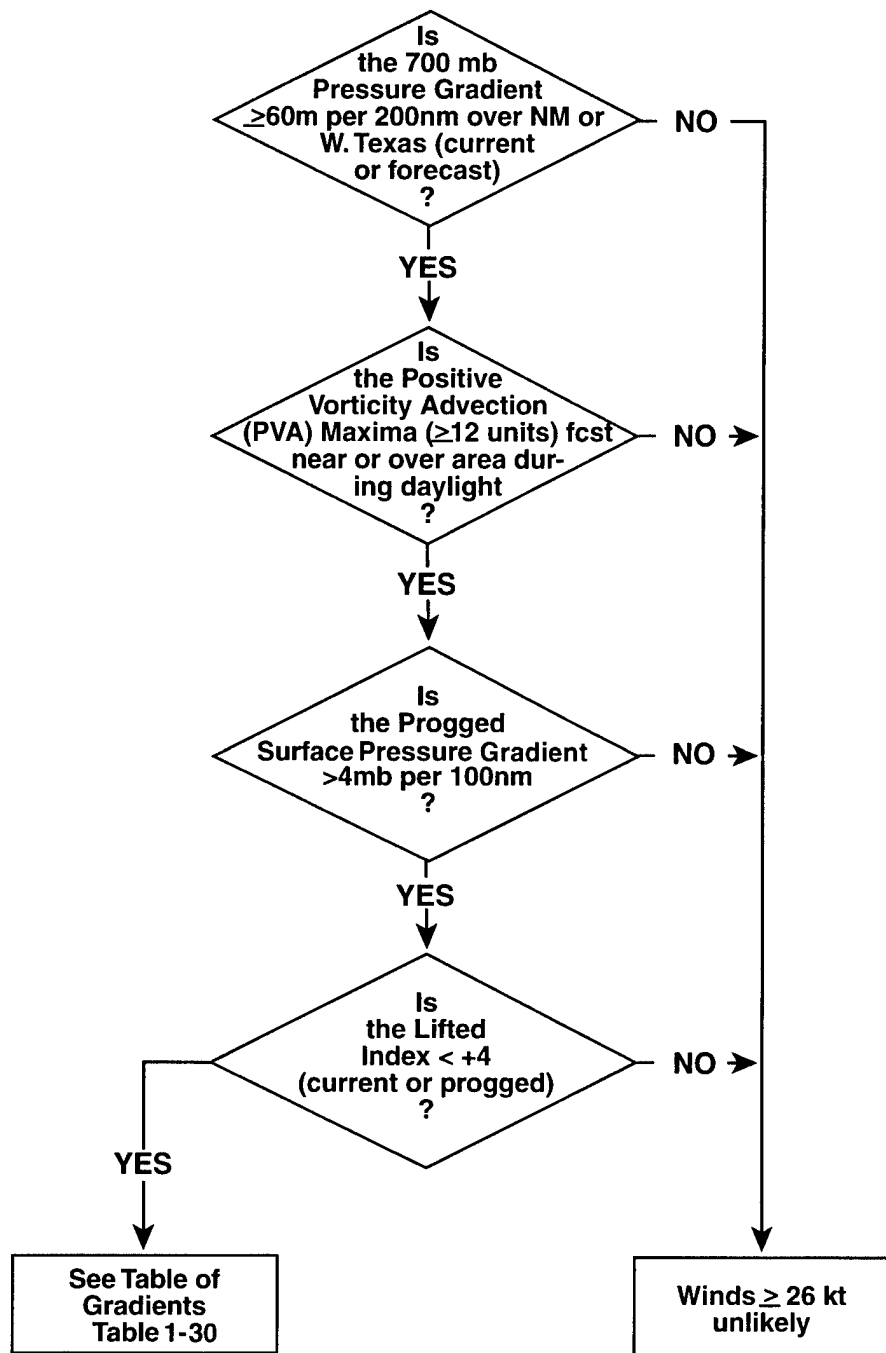 Is
the 700 mb
Pressure Gradient
≥60m per 200nm over NM or
W. Texas (current
or forecast)
?
NO
YES
Is
the Positive
Vorticity Advection
(PVA) Maxima (≥12 units) fcst
near or over area dur-
ing daylight
?
NO
YES
Is
the Progged
Surface Pressure Gradient
>4mb per 100nm
?
NO
YES
Is
the Lifted
Index < +4
(current or progged)
?
NO
YES
See Table of
Gradients
Table 1-30
Winds ≥ 26 kt
unlikely